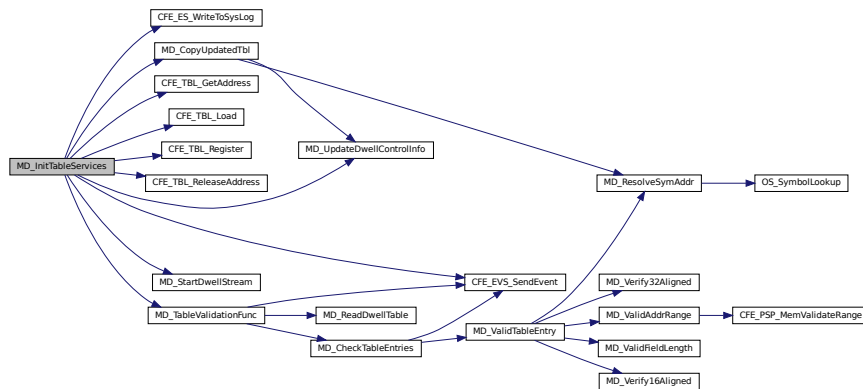 CFE_ES_WriteToSysLog
MD_CopyUpdatedTbl
CFE_TBL_GetAddress
CFE_TBL_Load
MD_UpdateDwellControlInfo
CFE_TBL_Register
MD_InitTableServices
CFE_TBL_ReleaseAddress
MD_ResolveSymAddr
OS_SymbolLookup
MD_StartDwellStream
CFE_EVS_SendEvent
MD_Verify32Aligned
MD_TableValidationFunc
MD_ReadDwellTable
MD_ValidTableEntry
MD_ValidAddrRange
CFE_PSP_MemValidateRange
MD_CheckTableEntries
MD_ValidFieldLength
MD_Verify16Aligned